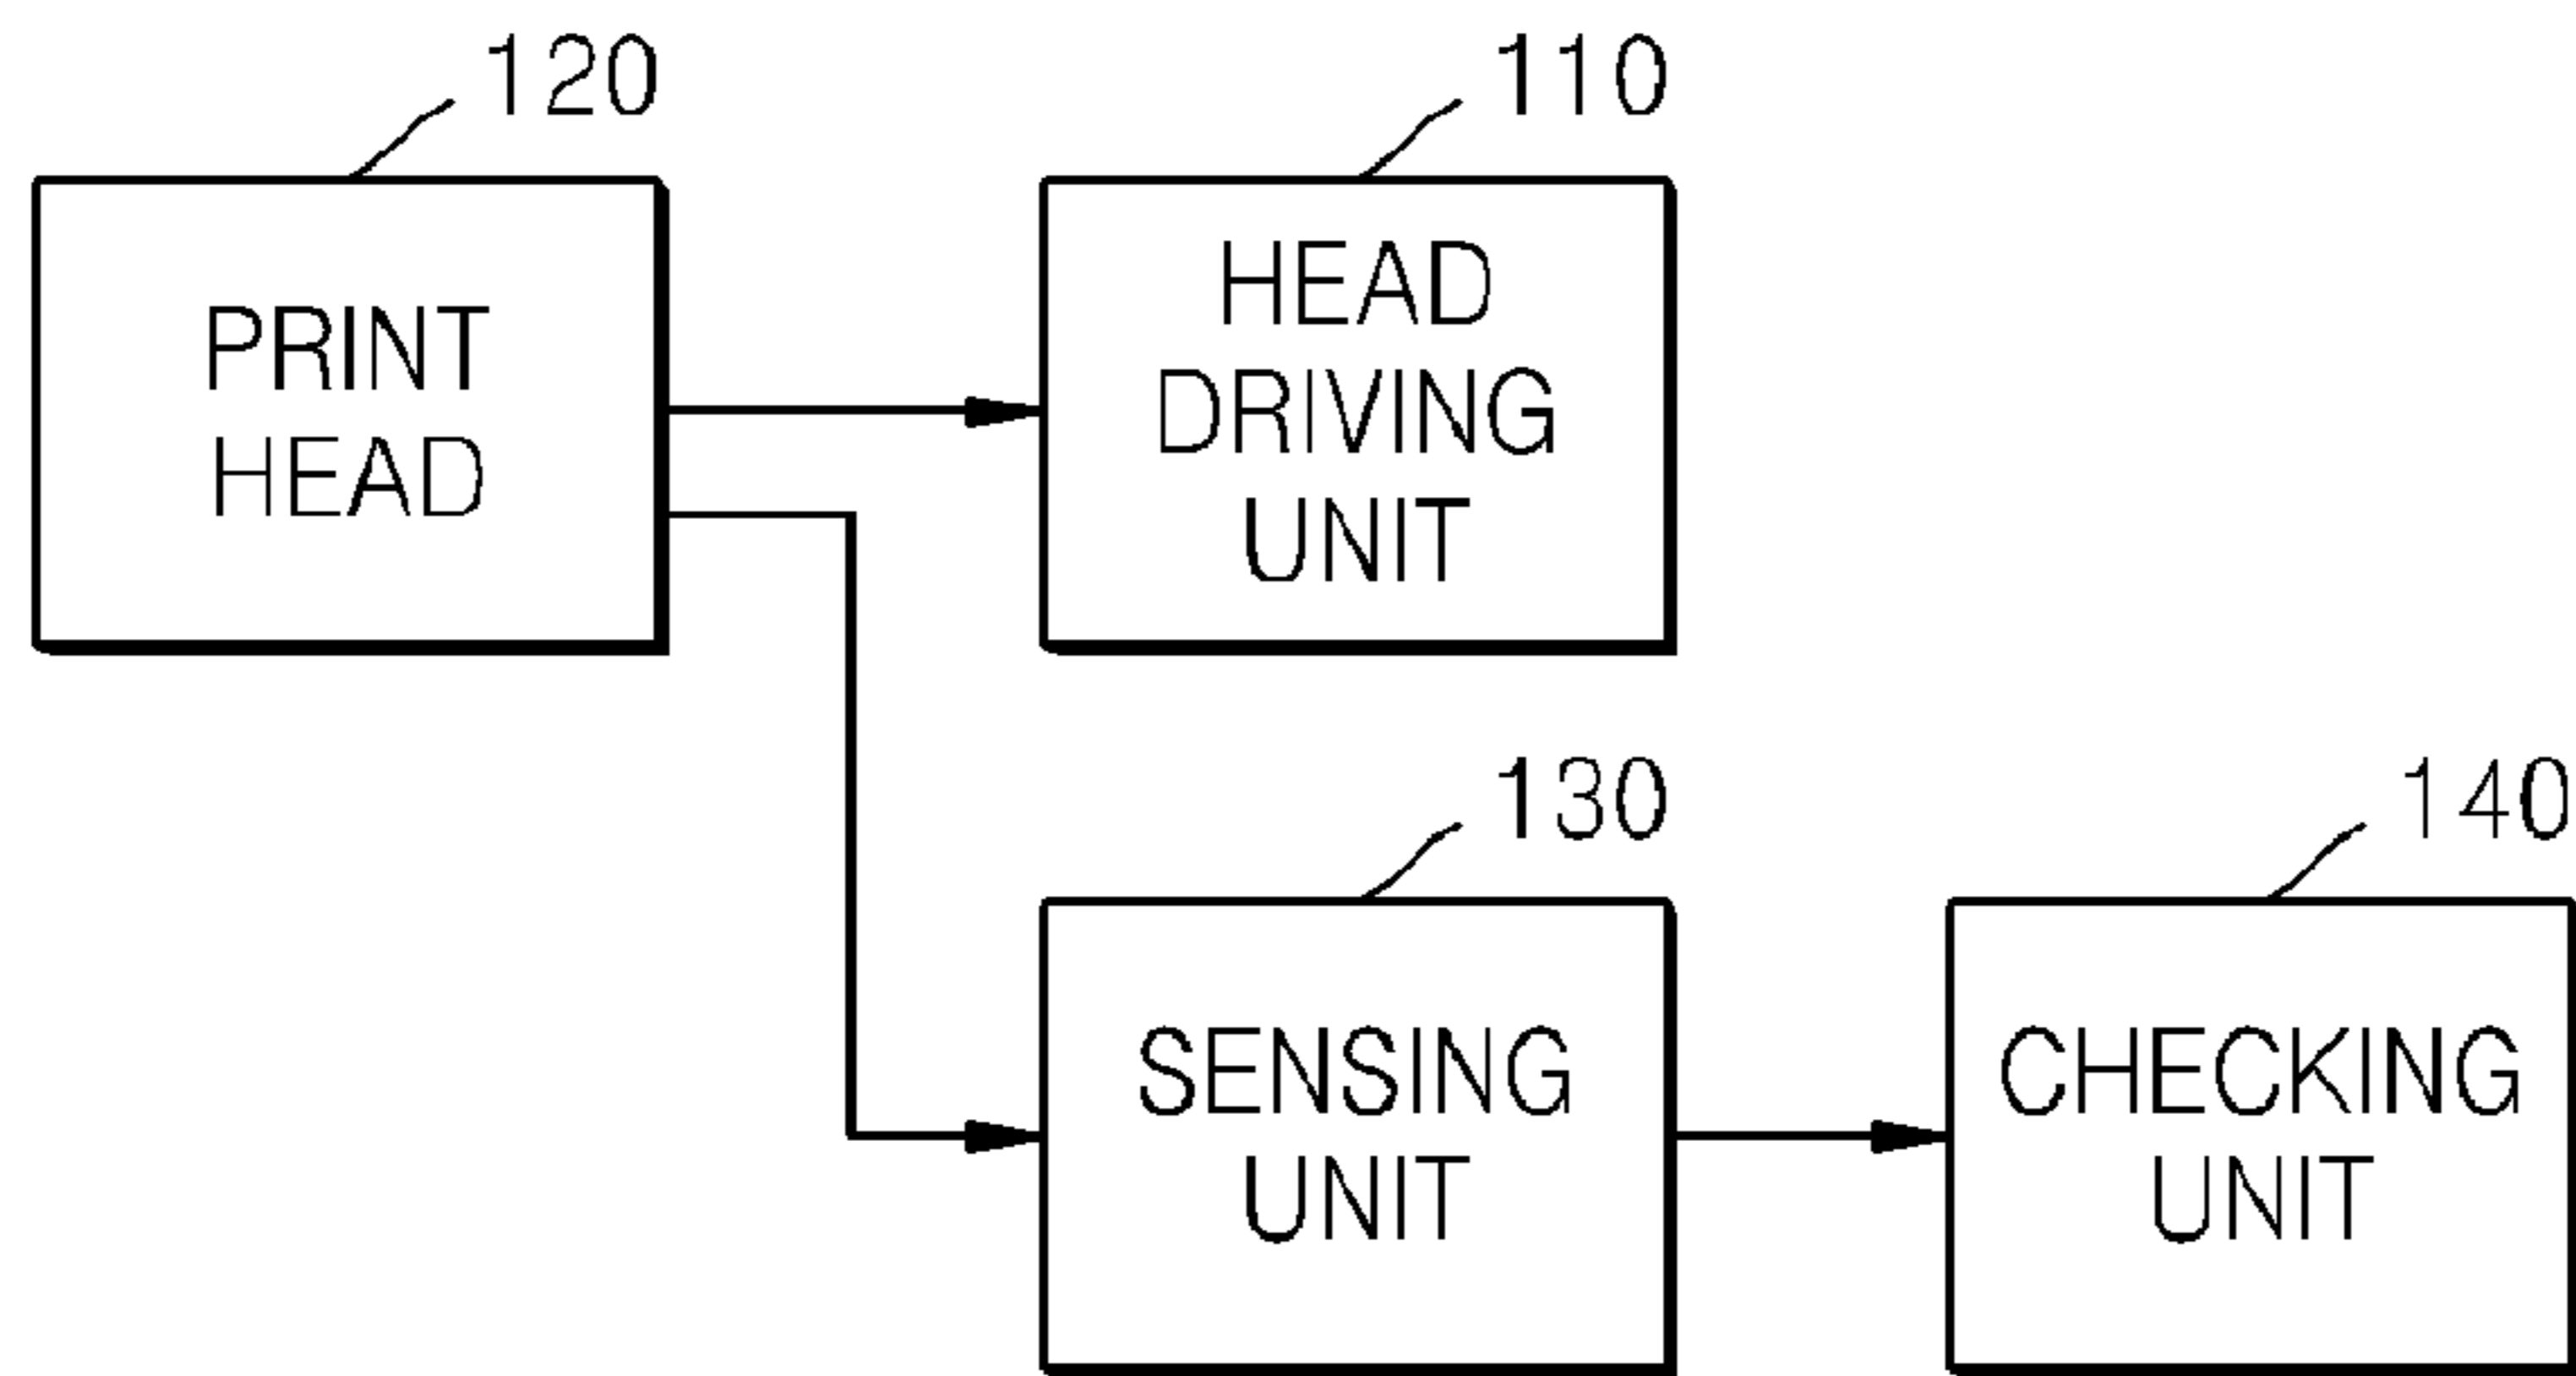 120
110
PRINT
HEAD
HEAD
DRIVING
UNIT
130
140
SENSING
UNIT
CHECKING
UNIT